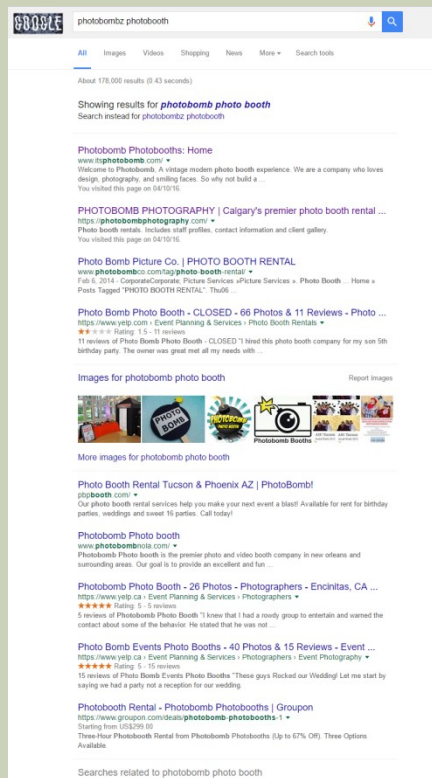 GOOGLE
photobombz photobooth
All Images Videos Shopping News More Search tools
About 178,000 results (0.43 seconds)
Showing results for photobomb photo booth
Search instead for photobombz photobooth
Photobomb Photobooths: Home
www.itsphotobomb.com/
Welcome to Photobomb, A vintage modern photo booth experience. We are a company who loves
design, photography, and smiling faces. So why not build a ...
You visited this page on 04/10/16.
PHOTOBOMB PHOTOGRAPHY | Calgary's premier photo booth rental ...
https://photobombphotography.com/
Photo booth rentals. Includes staff profiles, contact information and client gallery.
You visited this page on 04/10/16.
Photo Bomb Picture Co. | PHOTO BOOTH RENTAL
www.photobombco.com/tag/photo-booth-rental/
Feb 6, 2014 - CorporateCorporate; Picture Services »Picture Services ». Photo Booth ... Home »
Posts Tagged "PHOTO BOOTH RENTAL". Thu06 ...
Photo Bomb Photo Booth - CLOSED - 66 Photos & 11 Reviews - Photo ...
https://www.yelp.com › Event Planning & Services › Photo Booth Rentals
Rating: 1.5 - 11 reviews
11 reviews of Photo Bomb Photo Booth - CLOSED "I hired this photo booth company for my son 5th
birthday party. The owner was great met all my needs with ...
Images for photobomb photo booth Report images
PHOTO BOMB
PHOTOBOMB
Photobomb Booths
More images for photobomb photo booth
Photo Booth Rental Tucson & Phoenix AZ | PhotoBomb!
pbpbooth.com/
Our photo booth rental services help you make your next event a blast! Available for rent for birthday
parties, weddings and sweet 16 parties. Call today!
Photobomb Photo booth
www.photobombnola.com/
Photobomb Photo booth is the premier photo and video booth company in new orleans and
surrounding areas. Our goal is to provide an excellent and fun ...
Photobomb Photo Booth - 26 Photos - Photographers - Encinitas, CA ...
https://www.yelp.ca › Event Planning & Services › Photographers
Rating: 5 - 5 reviews
5 reviews of Photobomb Photo Booth "I knew that I had a rowdy group to entertain and warned the
contact about some of the behavior. He stated that he was not ...
Photo Bomb Events Photo Booths - 40 Photos & 15 Reviews - Event ...
https://www.yelp.ca › Event Planning & Services › Photographers › Event Photography
Rating: 5 - 15 reviews
15 reviews of Photo Bomb Events Photo Booths "These guys Rocked our Wedding! Let me start by
saying we had a party not a reception for our wedding.
Photobooth Rental - Photobomb Photobooths | Groupon
https://www.groupon.com/deals/photobomb-photobooths-1
Starting from US$299.00
Three-Hour Photobooth Rental from Photobomb Photobooths (Up to 67% Off). Three Options
Available.
Searches related to photobomb photo booth